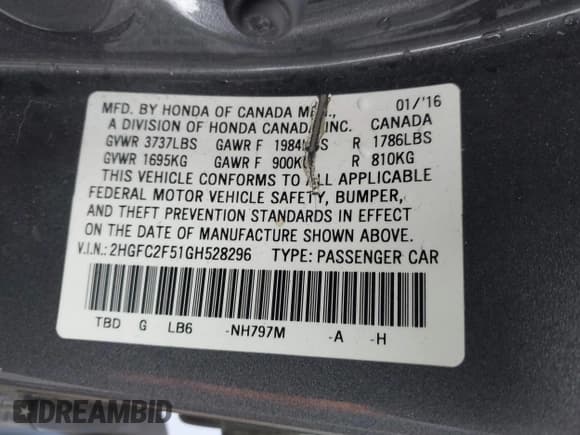 MFD. BY HONDA OF CANADA MFG., 01/'16
A DIVISION OF HONDA CANADA INC. CANADA
GVWR 3737LBS GAWR F 1984LBS R 1786LBS
GVWR 1695KG GAWR F 900KG R 810KG
THIS VEHICLE CONFORMS TO ALL APPLICABLE
FEDERAL MOTOR VEHICLE SAFETY, BUMPER,
AND THEFT PREVENTION STANDARDS IN EFFECT
ON THE DATE OF MANUFACTURE SHOWN ABOVE.
V.I.N.: 2HGFC2F51GH528296 TYPE: PASSENGER CAR
TBD G LB6 -NH797M -A -H
DREAMBID